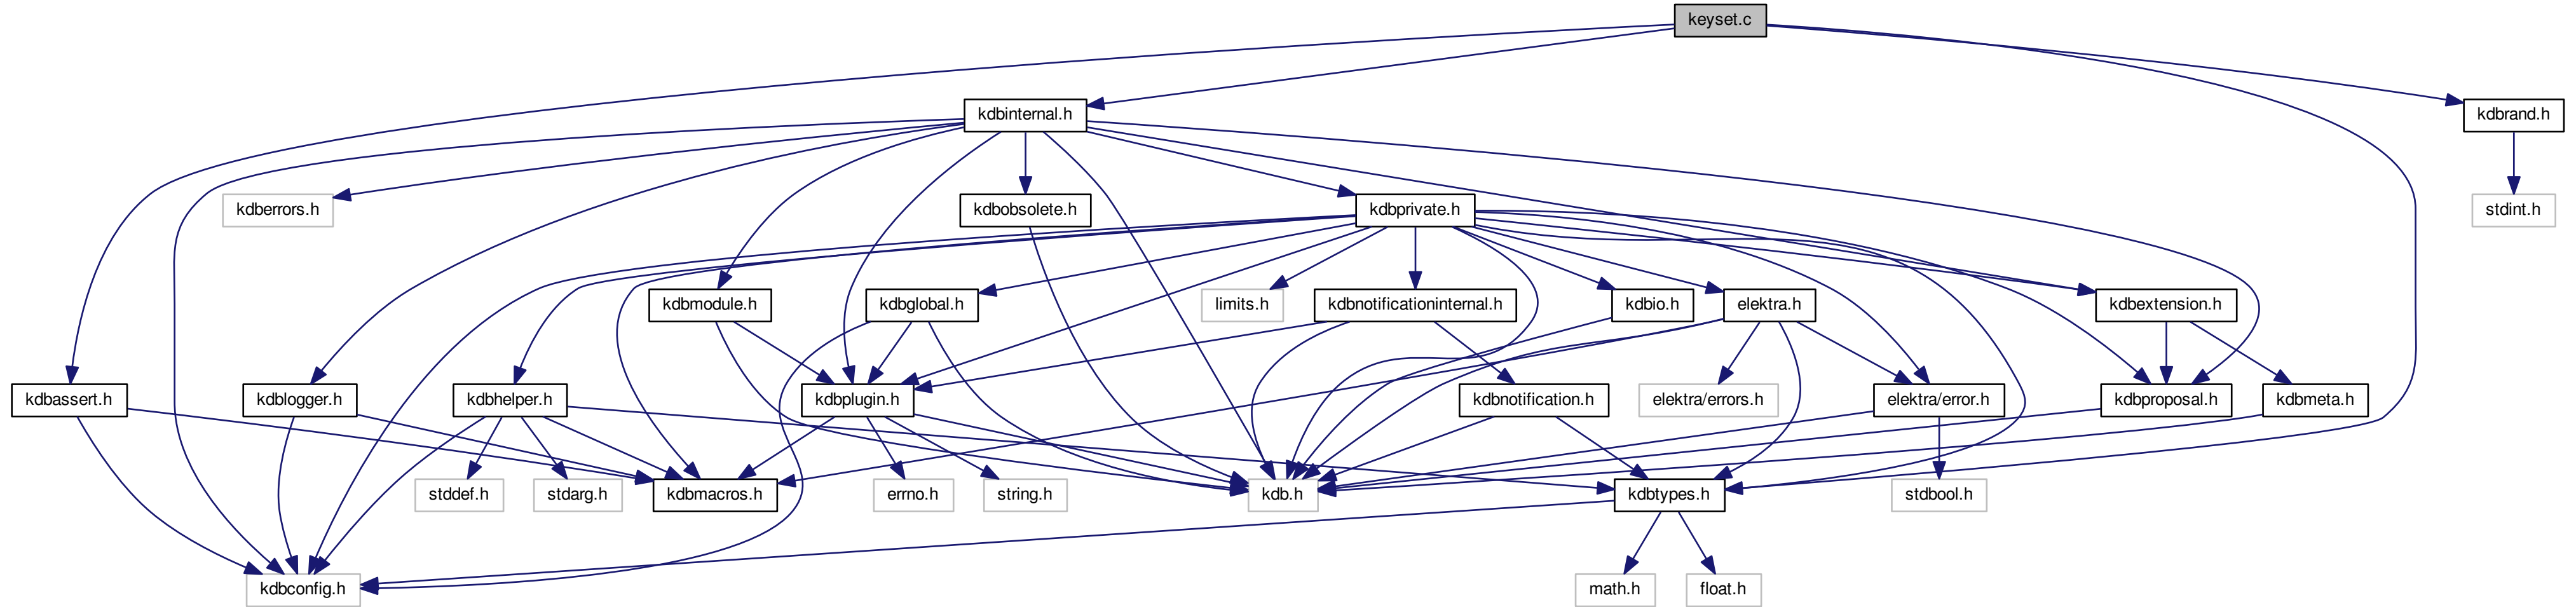 keyset.c
kdbinternal.h
kdbrand.h
kdberrors.h
kdbobsolete.h
kdbprivate.h
stdint.h
kdbmodule.h
kdbglobal.h
limits.h
kdbnotificationinternal.h
kdbio.h
elektra.h
kdbextension.h
kdbassert.h
kdblogger.h
kdbhelper.h
kdbplugin.h
kdbnotification.h
elektra/errors.h
elektra/error.h
kdbproposal.h
kdbmeta.h
stddef.h
stdarg.h
kdbmacros.h
errno.h
string.h
kdb.h
kdbtypes.h
stdbool.h
kdbconfig.h
math.h
float.h